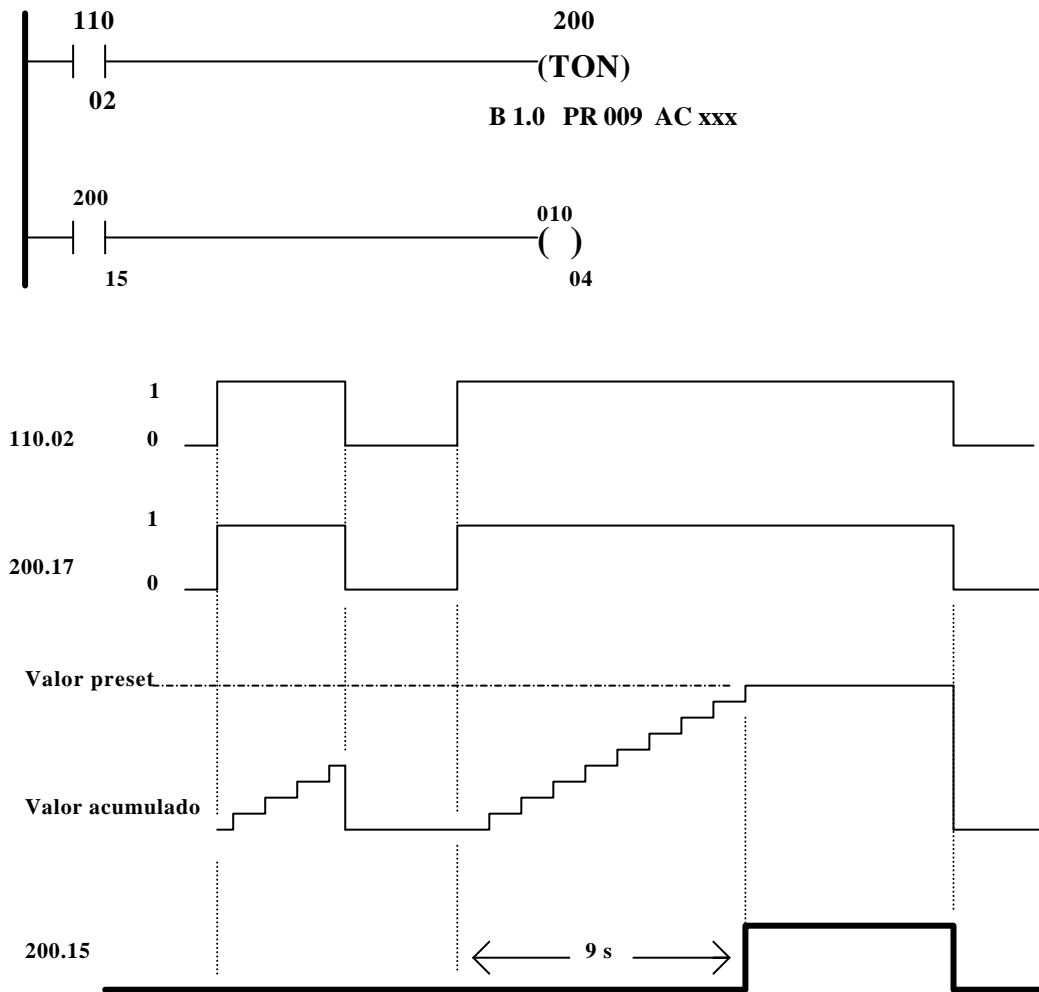 110 200
(TON)
02
B 1.0 PR 009 AC xxx
200
010
( )
15 04
1
110.02 0
1
200.17 0
Valor preset
Valor acumulado
200.15 9 s